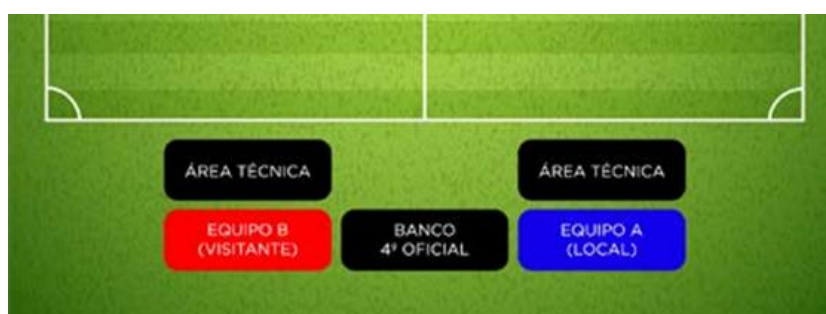 ÁREA TÉCNICA
ÁREA TÉCNICA
EQUIPO B
(VISITANTE)
BANCO
4º OFICIAL
EQUIPO A
(LOCAL)